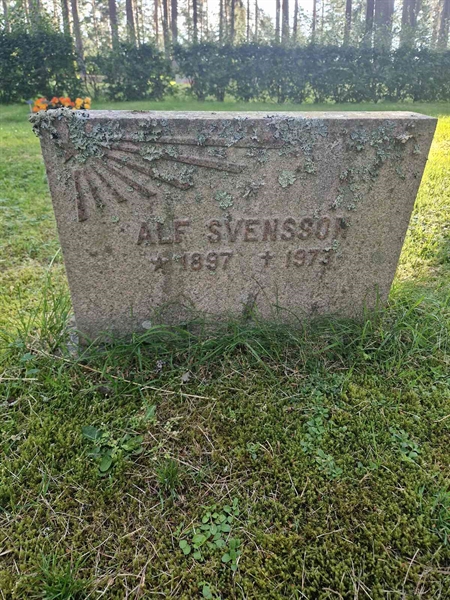 ALF SVENSSON
* 1897 † 1973